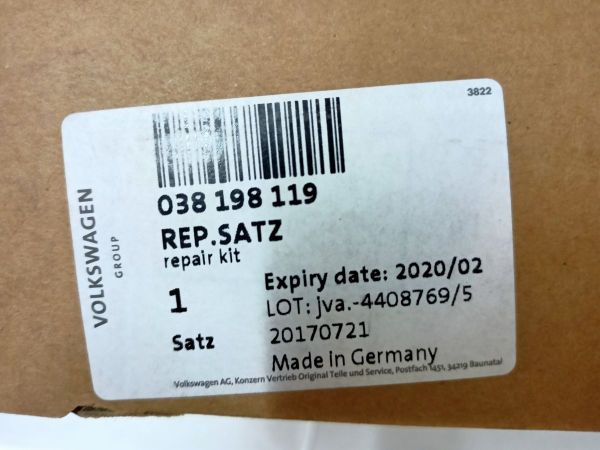 3822
VOLKSWAGEN
GROUP
038 198 119
REP.SATZ
repair kit
1
Satz
Expiry date: 2020/02
LOT: jva.-4408769/5
20170721
Made in Germany
Volkswagen AG, Konzern Vertrieb Original Teile und Service, Postfach 1451, 34219 Baunatal